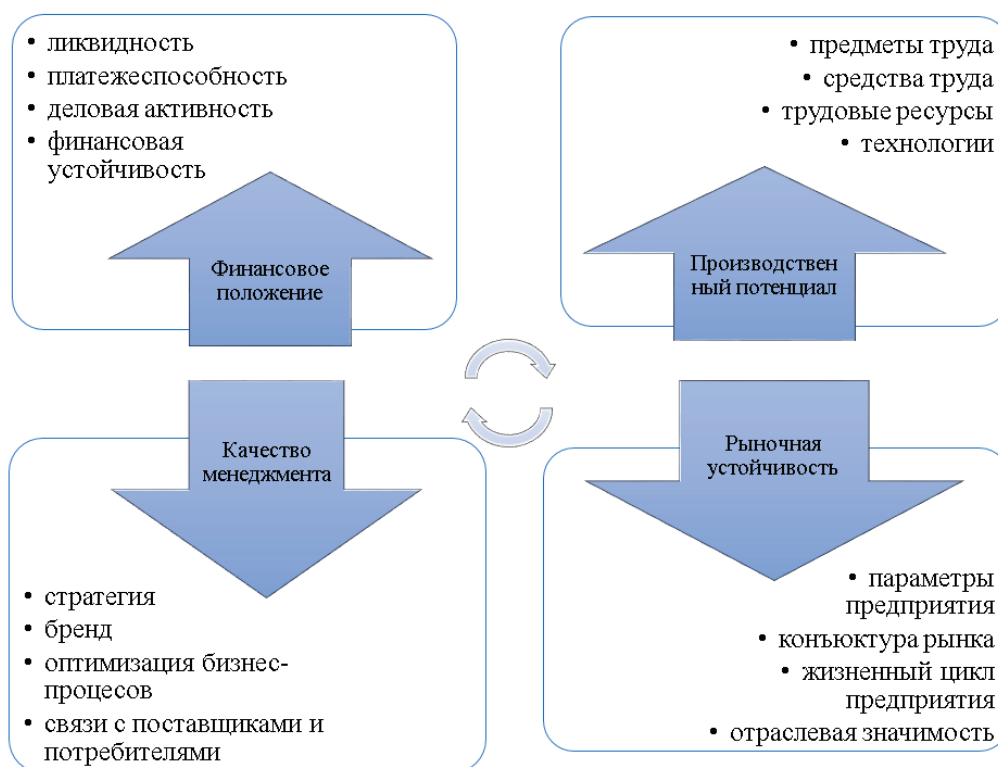 • ликвидность
• платежеспособность
• деловая активность
• финансовая
устойчивость
Финансовое
положение
• предметы труда
• средства труда
• трудовые ресурсы
• технологии
Производствен
ный потенциал
Качество
менеджмента
• стратегия
• бренд
• оптимизация бизнес-
процесов
• связи с поставщиками и
потребителями
Рыночная
устойчивость
• параметры
предприятия
• конъюктура рынка
• жизненный цикл
предприятия
• отраслевая значимость